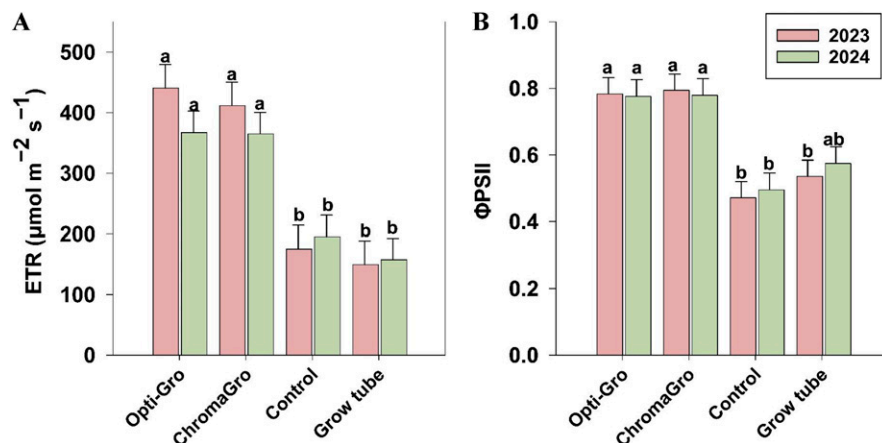 A
ETR (μmol m⁻² s⁻¹)
500
400
300
200
100
0
a
a
a
a
b
b
b
b
Opti-Gro
ChromaGro
Control
Grow tube
B
2023
2024
ΦPSII
1.0
0.8
0.6
0.4
0.2
0.0
a
a
a
a
b
b
b
ab
Opti-Gro
ChromaGro
Control
Grow tube